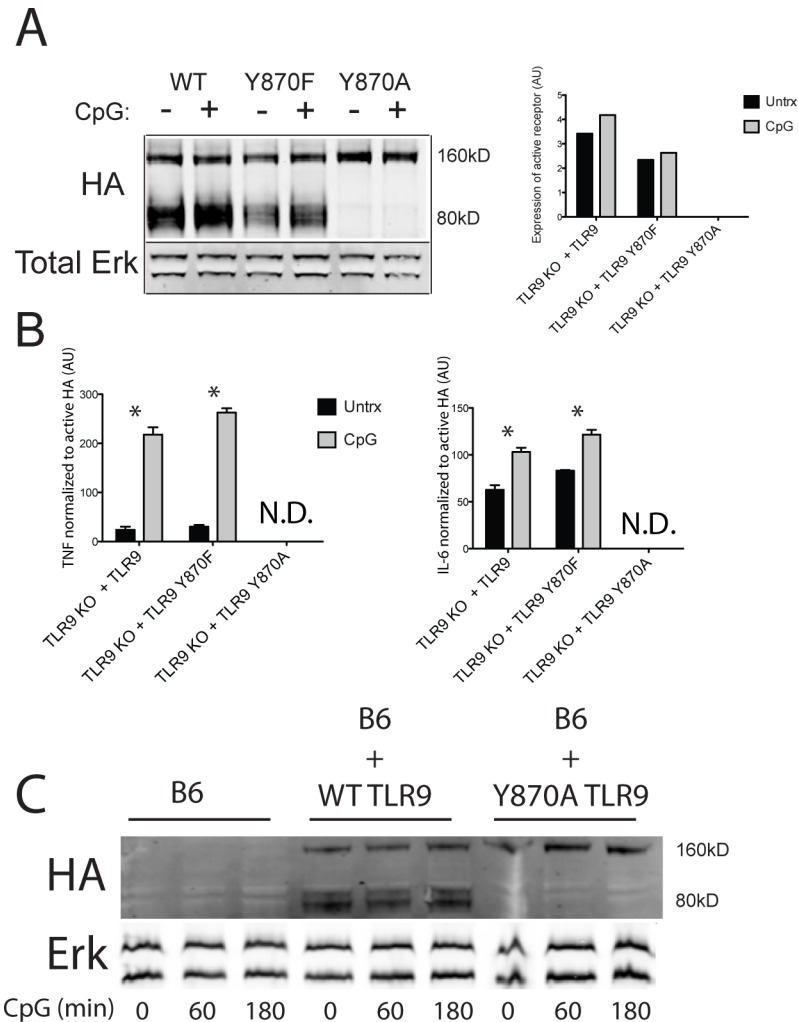 A
WT Y870F Y870A
CpG: - + - + - +
HA
160kD
80kD
Total Erk
Expression of active receptor (AU)
5
4
3
2
1
0
TLR9 KO + TLR9
TLR9 KO + TLR9 Y870F
TLR9 KO + TLR9 Y870A
Untrx
CpG
B
TNF normalized to active HA (AU)
300
200
100
0
*
*
N.D.
TLR9 KO + TLR9
TLR9 KO + TLR9 Y870F
TLR9 KO + TLR9 Y870A
Untrx
CpG
IL-6 normalized to active HA (AU)
150
100
50
0
*
*
N.D.
TLR9 KO + TLR9
TLR9 KO + TLR9 Y870F
TLR9 KO + TLR9 Y870A
C
B6
B6
+
WT TLR9
B6
+
Y870A TLR9
HA
160kD
80kD
Erk
CpG (min) 0 60 180 0 60 180 0 60 180